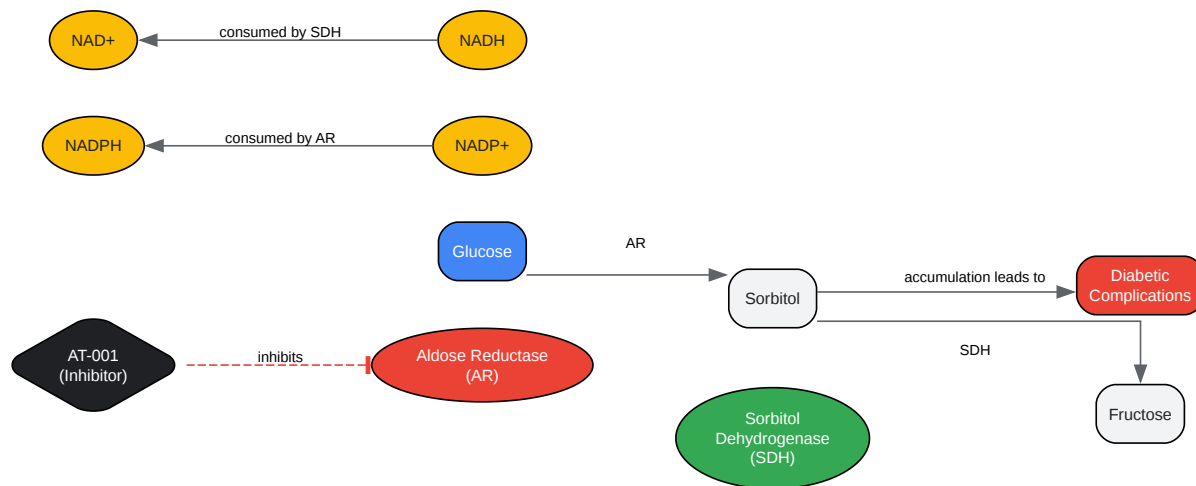 NAD+
consumed by SDH
NADH
NADPH
consumed by AR
NADP+
Glucose
AR
Sorbitol
accumulation leads to
Diabetic
Complications
AT-001
(Inhibitor)
inhibits
Aldose Reductase
(AR)
SDH
Sorbitol
Dehydrogenase
(SDH)
Fructose